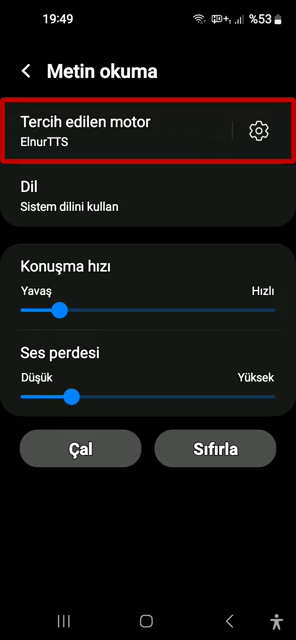 19:49
%53
Metin okuma
Tercih edilen motor
ElnurTTS
Dil
Sistem dilini kullan
Konuşma hızı
Yavaş Hızlı
Ses perdesi
Düşük Yüksek
Çal Sıfırla